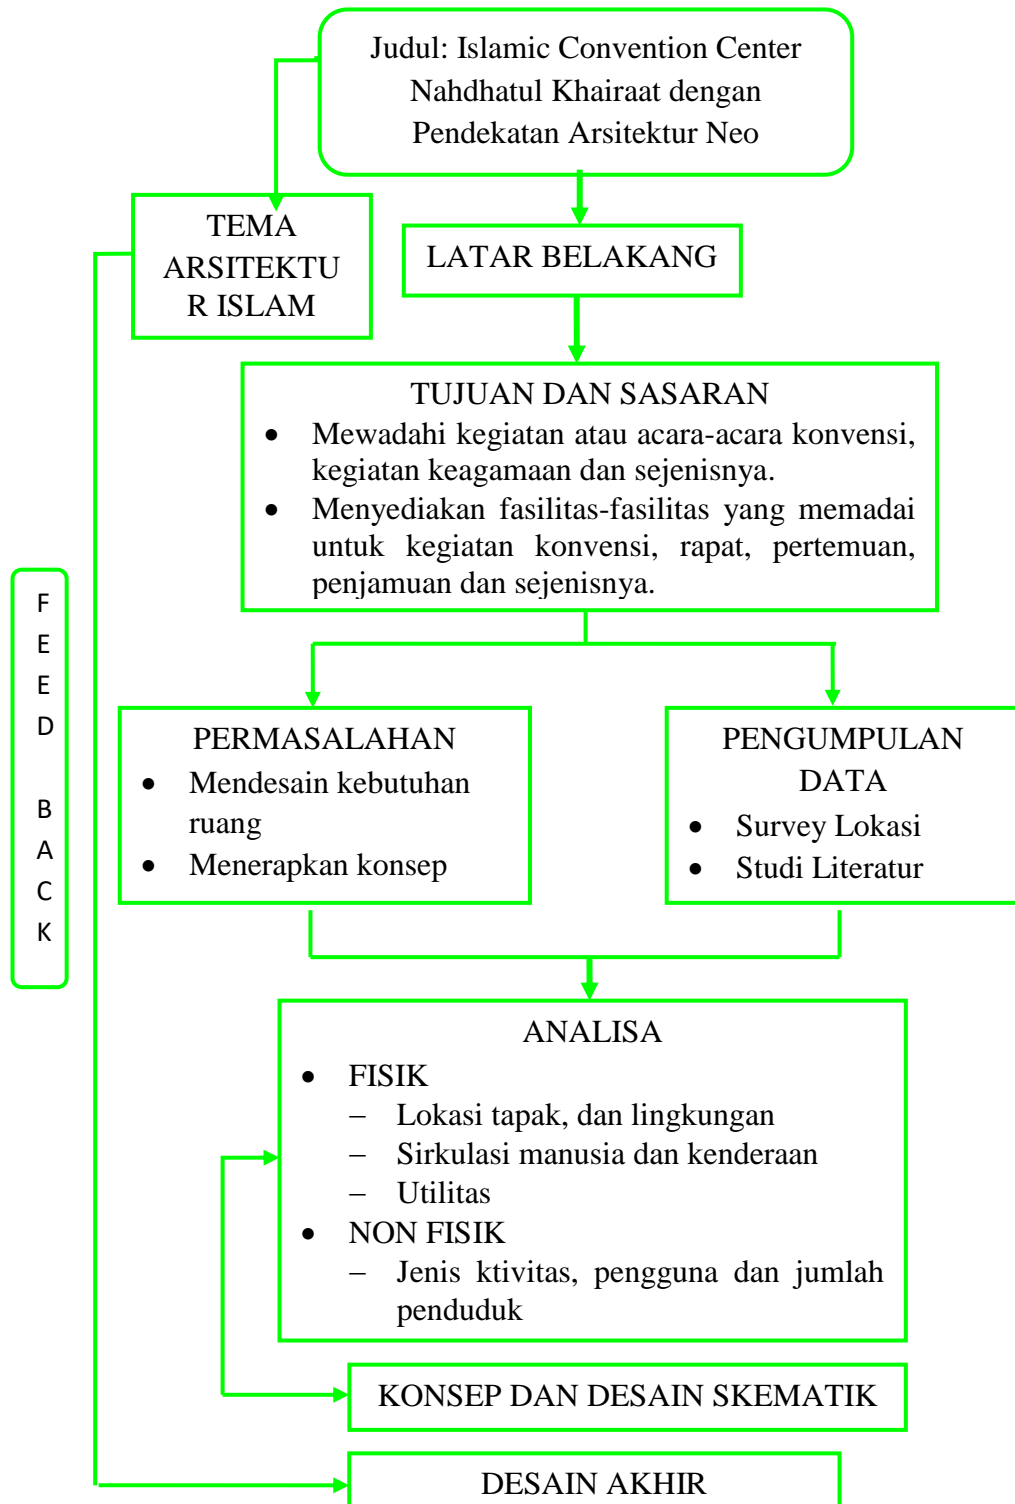 Judul: Islamic Convention Center
Nahdhatul Khairaat dengan
Pendekatan Arsitektur Neo
TEMA
ARSITEKTU
R ISLAM
LATAR BELAKANG
TUJUAN DAN SASARAN
• Mewadahi kegiatan atau acara-acara konvensi,
kegiatan keagamaan dan sejenisnya.
• Menyediakan fasilitas-fasilitas yang memadai
untuk kegiatan konvensi, rapat, pertemuan,
penjamuan dan sejenisnya.
F
E
E
D
B
A
C
K
PERMASALAHAN
• Mendesain kebutuhan
ruang
• Menerapkan konsep
PENGUMPULAN
DATA
• Survey Lokasi
• Studi Literatur
ANALISA
• FISIK
− Lokasi tapak, dan lingkungan
− Sirkulasi manusia dan kenderaan
− Utilitas
• NON FISIK
− Jenis ktivitas, pengguna dan jumlah
penduduk
KONSEP DAN DESAIN SKEMATIK
DESAIN AKHIR